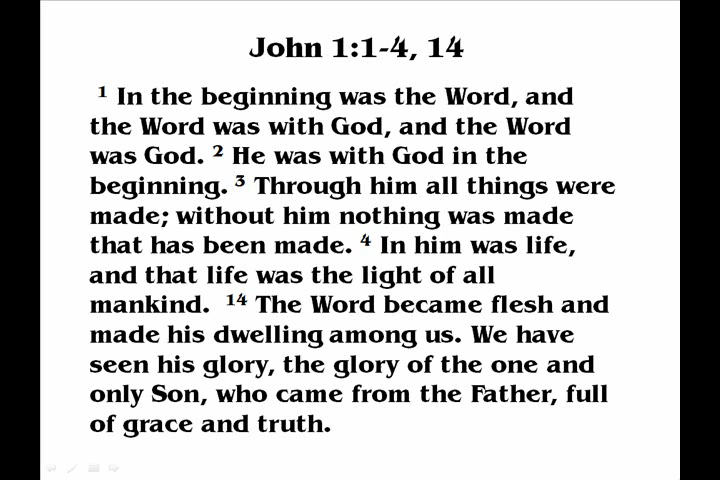 John 1:1-4, 14
1 In the beginning was the Word, and
the Word was with God, and the Word
was God. 2 He was with God in the
beginning. 3 Through him all things were
made; without him nothing was made
that has been made. 4 In him was life,
and that life was the light of all
mankind. 14 The Word became flesh and
made his dwelling among us. We have
seen his glory, the glory of the one and
only Son, who came from the Father, full
of grace and truth.